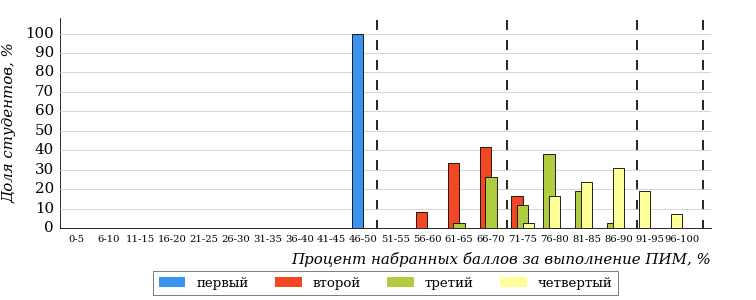 Доля студентов, %
100
90
80
70
60
50
40
30
20
10
0
0-5 6-10 11-15 16-20 21-25 26-30 31-35 36-40 41-45 46-50 51-55 56-60 61-65 66-70 71-75 76-80 81-85 86-90 91-95 96-100
Процент набранных баллов за выполнение ПИМ, %
первый второй третий четвертый